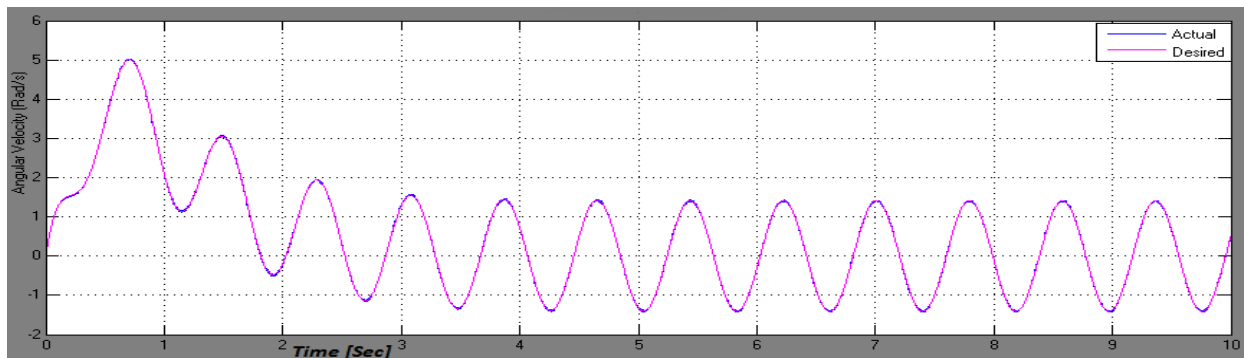 6
5
4
3
2
1
0
-1
-2
Angular Velocity (Rad/s)
Actual
Desired
0 1 2 3 4 5 6 7 8 9 10
Time [Sec]